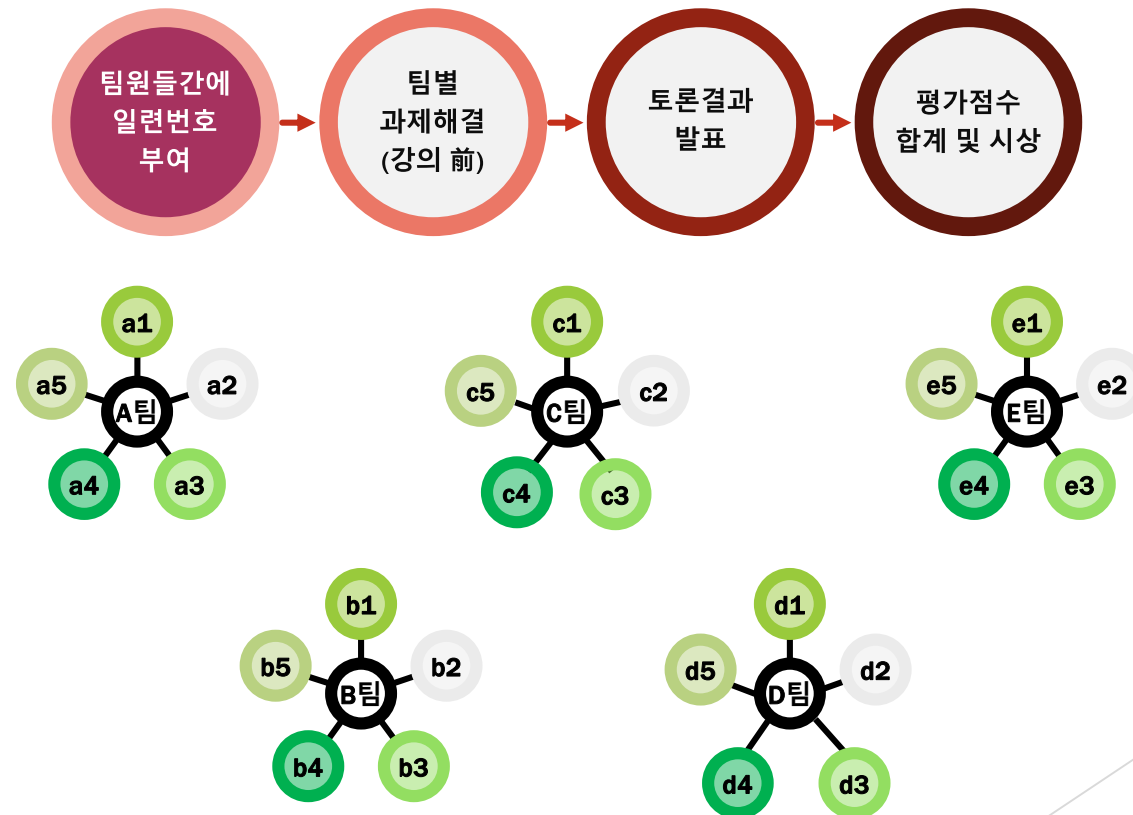 팀원들간에
일련번호
부여
팀별
과제해결
(강의 前)
토론결과
발표
평가점수
합계 및 시상
a1
a5
a2
A팀
a4
a3
c1
c5
c2
C팀
c4
c3
e1
e5
e2
E팀
e4
e3
b1
b5
b2
B팀
b4
b3
d1
d5
d2
D팀
d4
d3